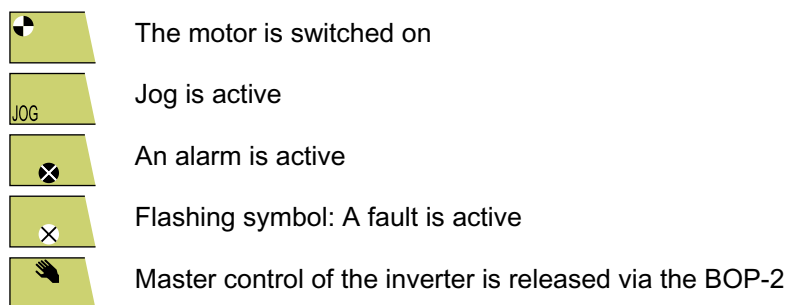 The motor is switched on
JOG
Jog is active
An alarm is active
Flashing symbol: A fault is active
Master control of the inverter is released via the BOP-2